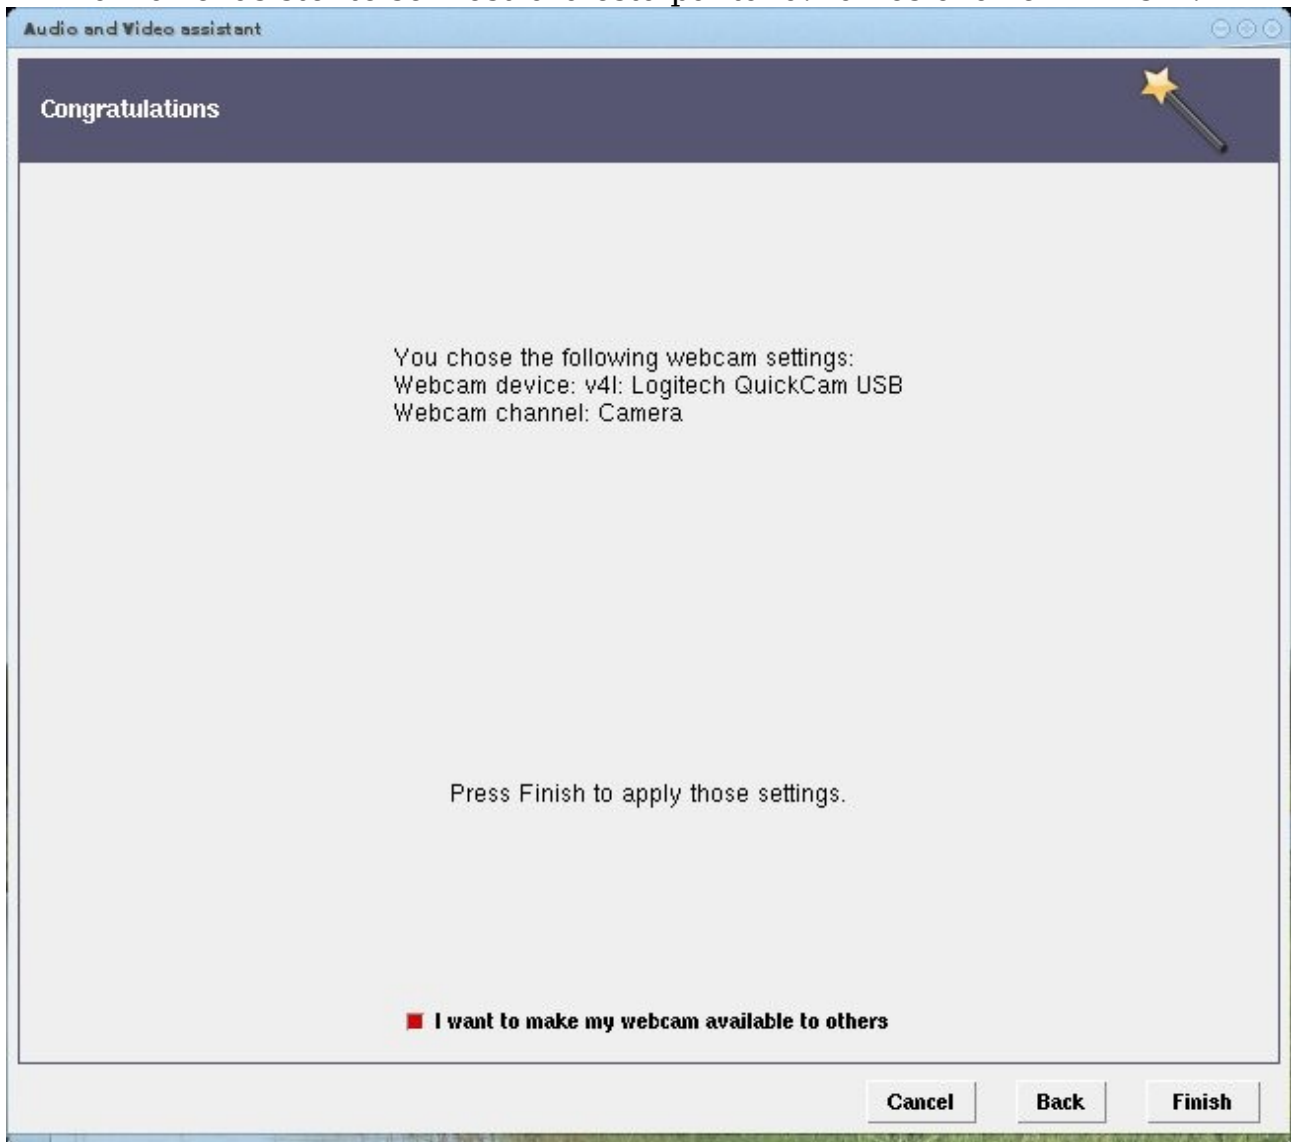 Audio and Video assistant
Congratulations
You chose the following webcam settings:
Webcam device: v4l: Logitech QuickCam USB
Webcam channel: Camera
Press Finish to apply those settings.
I want to make my webcam available to others
Cancel Back Finish